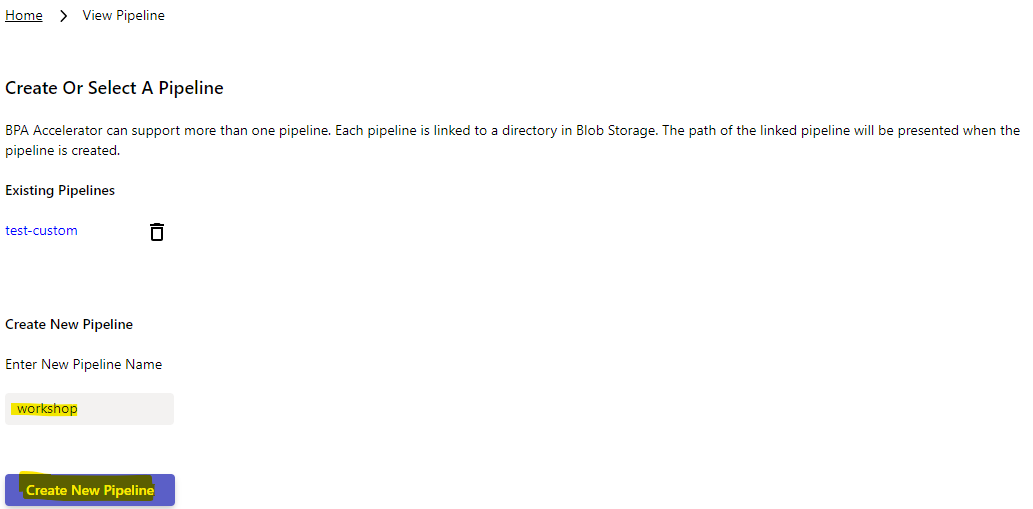 Home > View Pipeline
Create Or Select A Pipeline
BPA Accelerator can support more than one pipeline. Each pipeline is linked to a directory in Blob Storage. The path of the linked pipeline will be presented when the
pipeline is created.
Existing Pipelines
test-custom
Create New Pipeline
Enter New Pipeline Name
workshop
Create New Pipeline